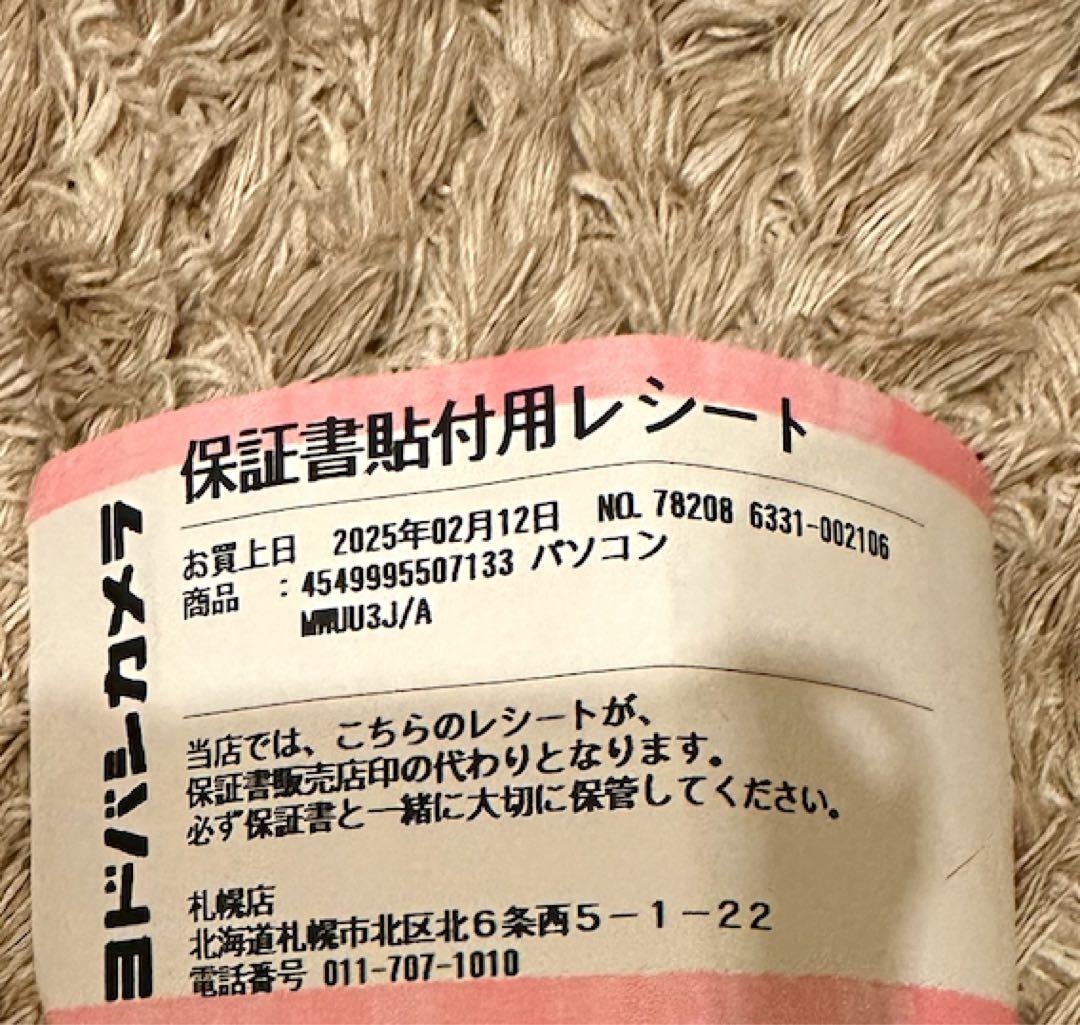 ヨドバシカメラ
保証書貼付用レシート
お買上日 2025年02月12日 NO. 78208 6331-002106
商品 : 4549995507133 パソコン
MWUU3J/A
当店では、こちらのレシートが、
保証書販売店印の代わりとなります。
必ず保証書と一緒に大切に保管してください。
札幌店
北海道札幌市北区北6条西5－1－22
電話番号 011-707-1010